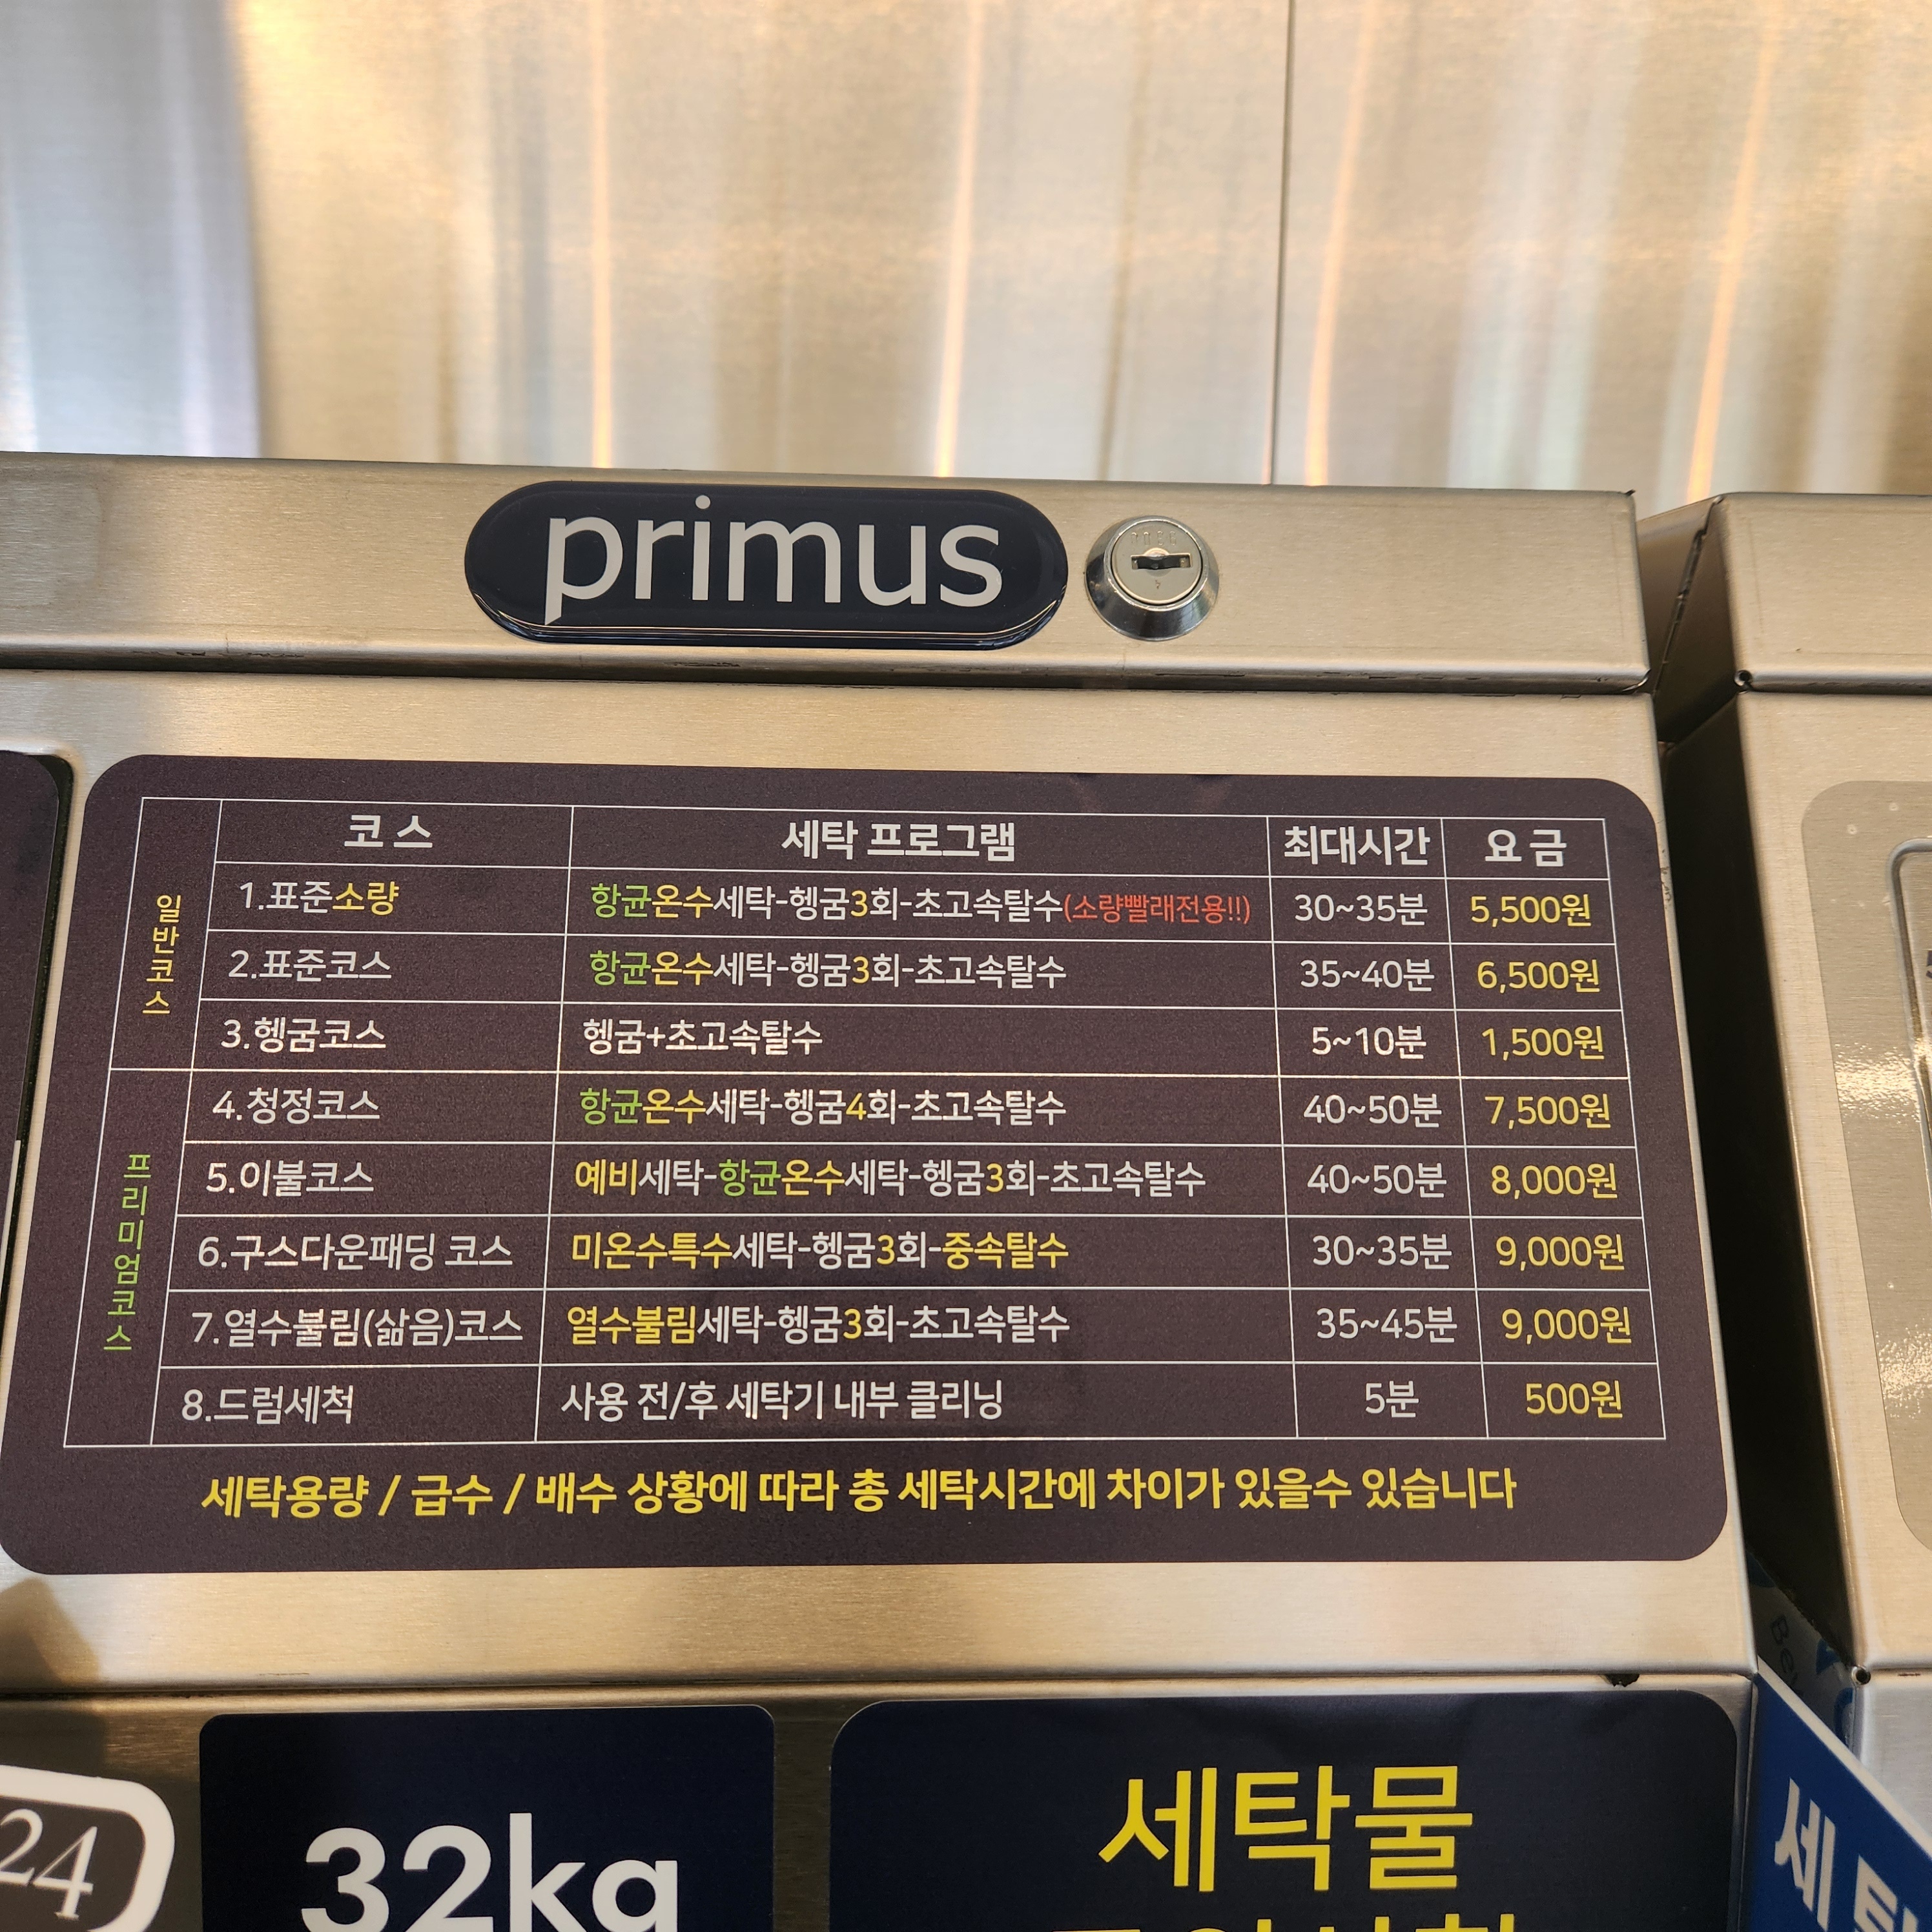 primus
코스 세탁 프로그램 최대시간 요금
일반코스
1.표준소량 항균온수세탁-헹굼3회-초고속탈수(소량빨래전용!!) 30~35분 5,500원
2.표준코스 항균온수세탁-헹굼3회-초고속탈수 35~40분 6,500원
3.헹굼코스 헹굼+초고속탈수 5~10분 1,500원
프리미엄코스
4.청정코스 항균온수세탁-헹굼4회-초고속탈수 40~50분 7,500원
5.이불코스 예비세탁-항균온수세탁-헹굼3회-초고속탈수 40~50분 8,000원
6.구스다운패딩 코스 미온수특수세탁-헹굼3회-중속탈수 30~35분 9,000원
7.열수불림(삶음)코스 열수불림세탁-헹굼3회-초고속탈수 35~45분 9,000원
8.드럼세척 사용 전/후 세탁기 내부 클리닝 5분 500원
세탁용량 / 급수 / 배수 상황에 따라 총 세탁시간에 차이가 있을수 있습니다
24
32kg
세탁물